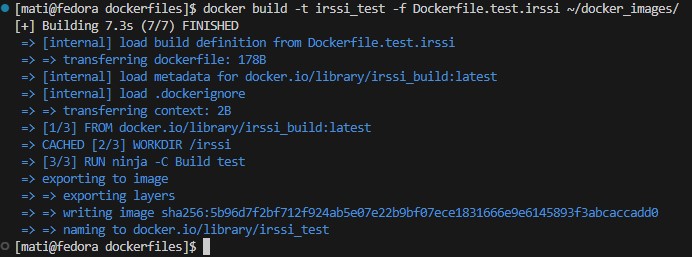 [mati@fedora dockerfiles]$ docker build -t irssi_test -f Dockerfile.test.irssi ~/docker_images/
[+] Building 7.3s (7/7) FINISHED
=> [internal] load build definition from Dockerfile.test.irssi
=> => transferring dockerfile: 178B
=> [internal] load metadata for docker.io/library/irssi_build:latest
=> [internal] load .dockerignore
=> => transferring context: 2B
=> [1/3] FROM docker.io/library/irssi_build:latest
=> CACHED [2/3] WORKDIR /irssi
=> [3/3] RUN ninja -C Build test
=> exporting to image
=> => exporting layers
=> => writing image sha256:5b96d7f2bf712f924ab5e07e22b9bf07ece1831666e9e6145893f3abcaccadd0
=> => naming to docker.io/library/irssi_test
[mati@fedora dockerfiles]$